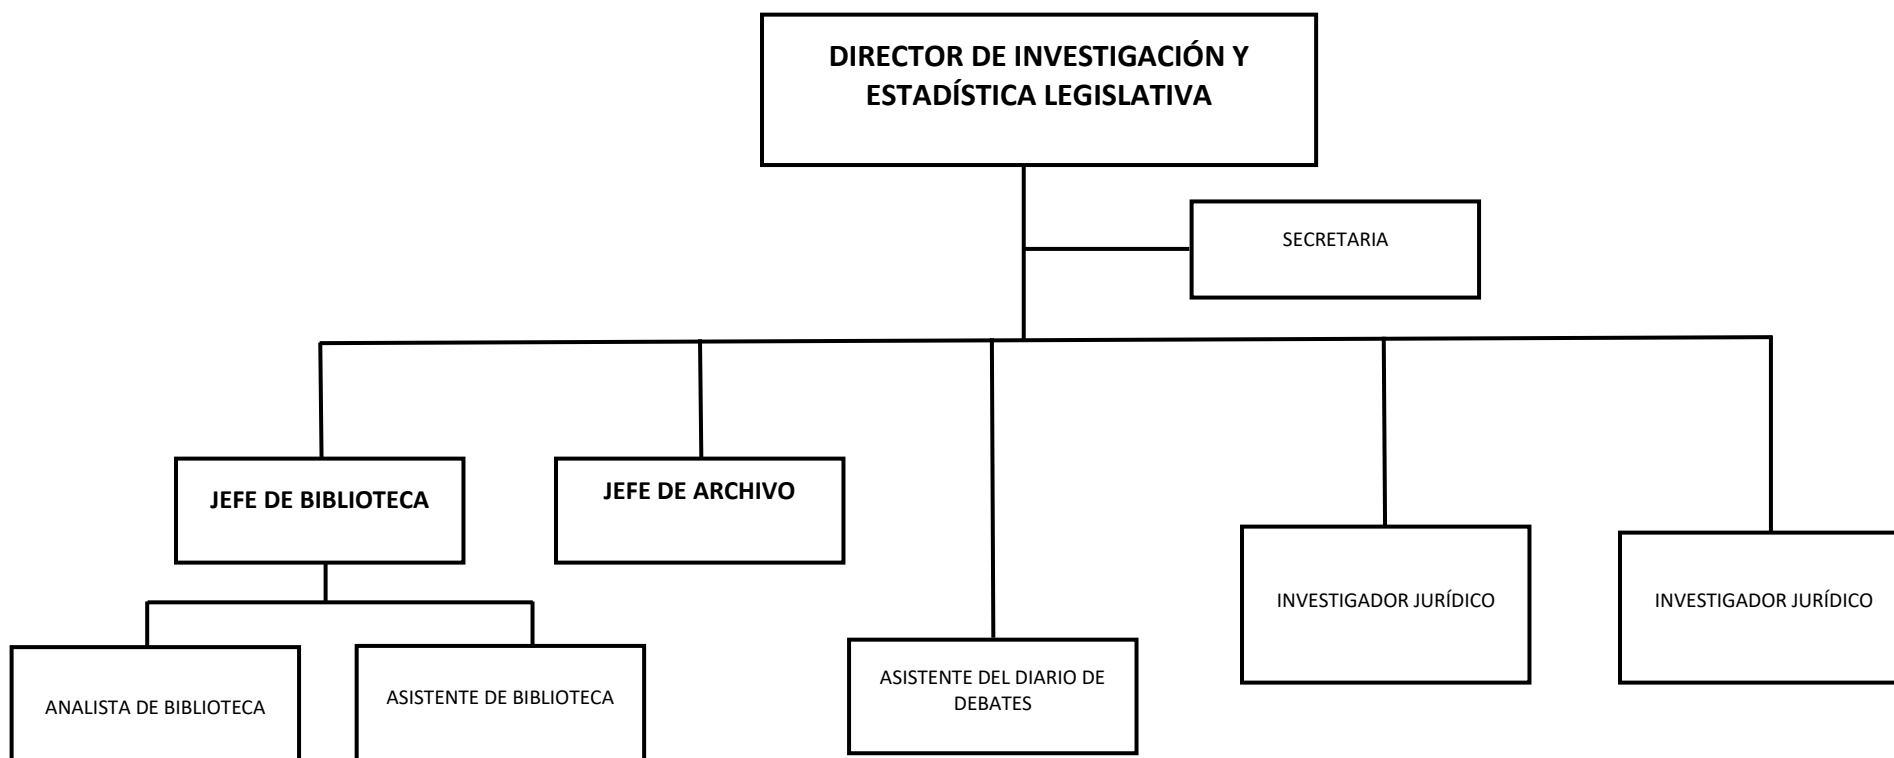 DIRECTOR DE INVESTIGACIÓN Y
ESTADÍSTICA LEGISLATIVA
SECRETARIA
JEFE DE BIBLIOTECA
JEFE DE ARCHIVO
INVESTIGADOR JURÍDICO
INVESTIGADOR JURÍDICO
ANALISTA DE BIBLIOTECA
ASISTENTE DE BIBLIOTECA
ASISTENTE DEL DIARIO DE
DEBATES